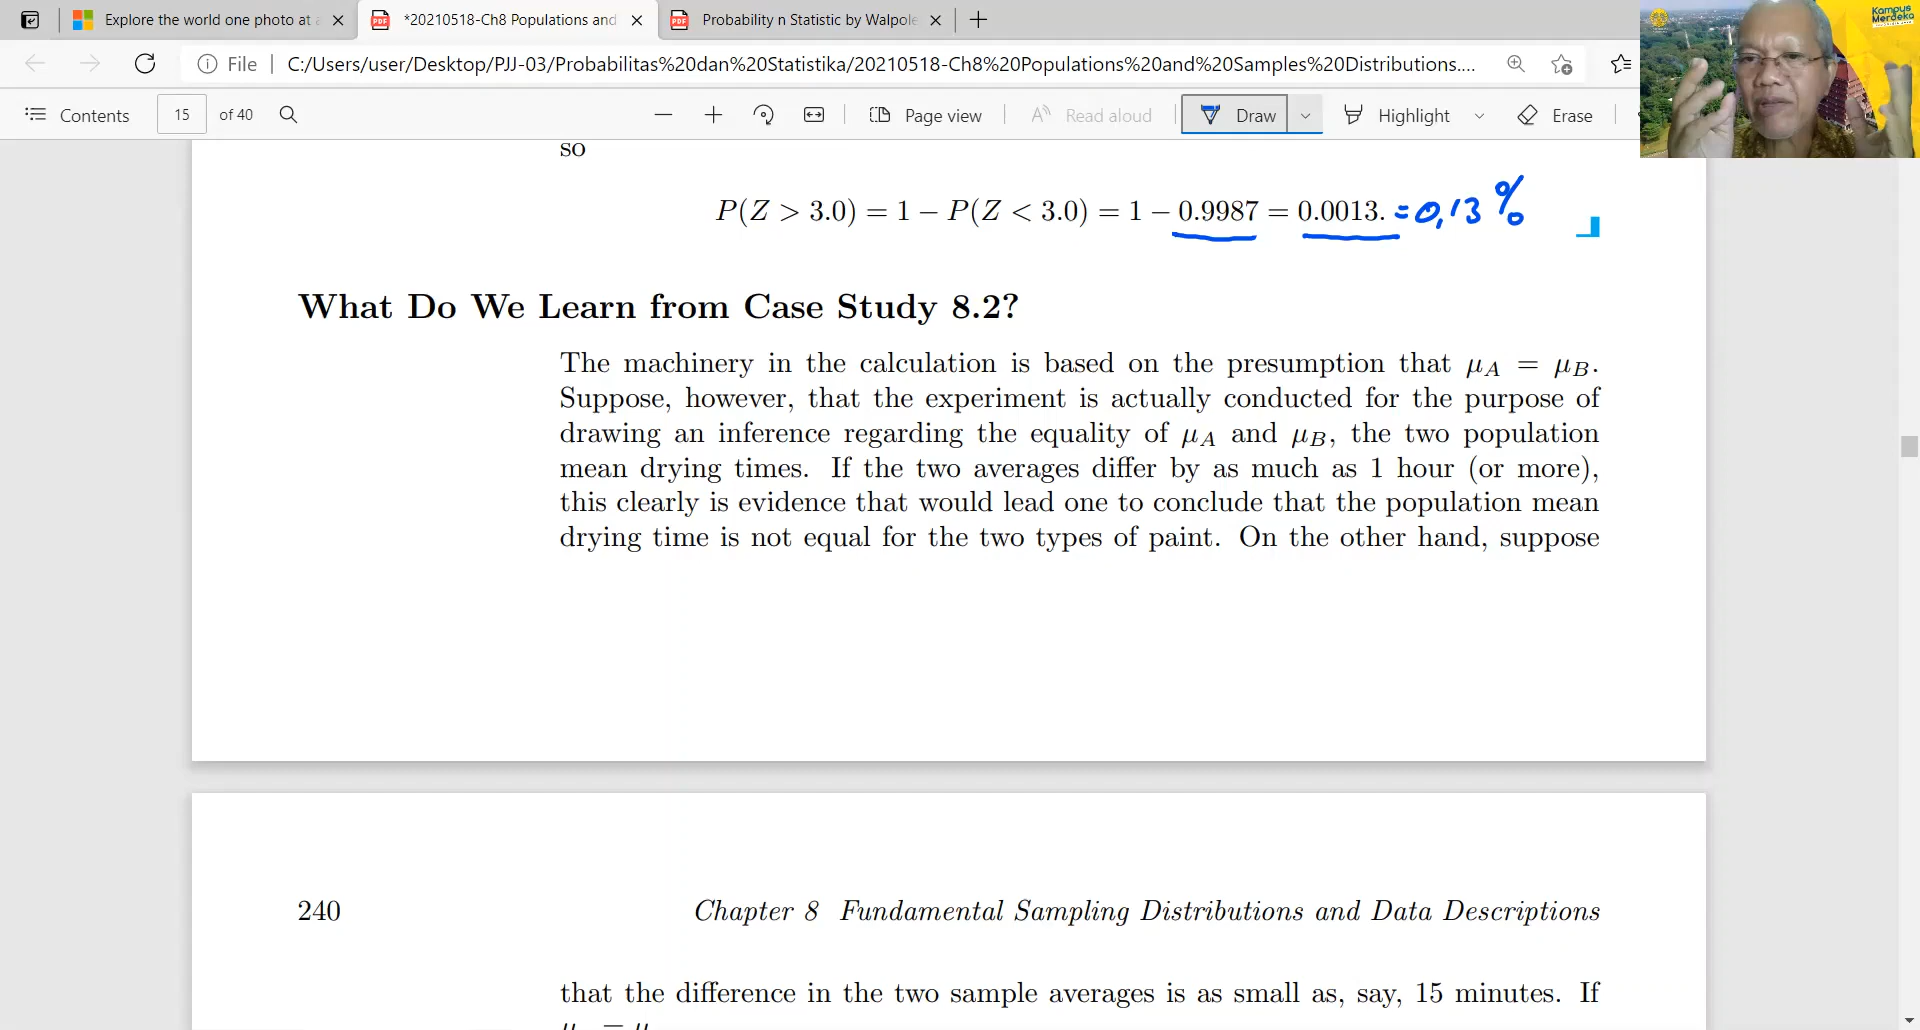 Explore the world one photo at a
*20210518-Ch8 Populations and
Probability n Statistic by Walpole
File
C:/Users/user/Desktop/PJJ-03/Probabilitas%20dan%20Statistika/20210518-Ch8%20Populations%20and%20Samples%20Distributions....
Contents
15
of 40
Page view
Read aloud
Draw
Highlight
Erase
Kampus
Merdeka
so
P(Z > 3.0) = 1 − P(Z < 3.0) = 1 − 0.9987 = 0.0013. = 0,13 %
What Do We Learn from Case Study 8.2?
The machinery in the calculation is based on the presumption that μA = μB.
Suppose, however, that the experiment is actually conducted for the purpose of
drawing an inference regarding the equality of μA and μB, the two population
mean drying times. If the two averages differ by as much as 1 hour (or more),
this clearly is evidence that would lead one to conclude that the population mean
drying time is not equal for the two types of paint. On the other hand, suppose
240
Chapter 8 Fundamental Sampling Distributions and Data Descriptions
that the difference in the two sample averages is as small as, say, 15 minutes. If